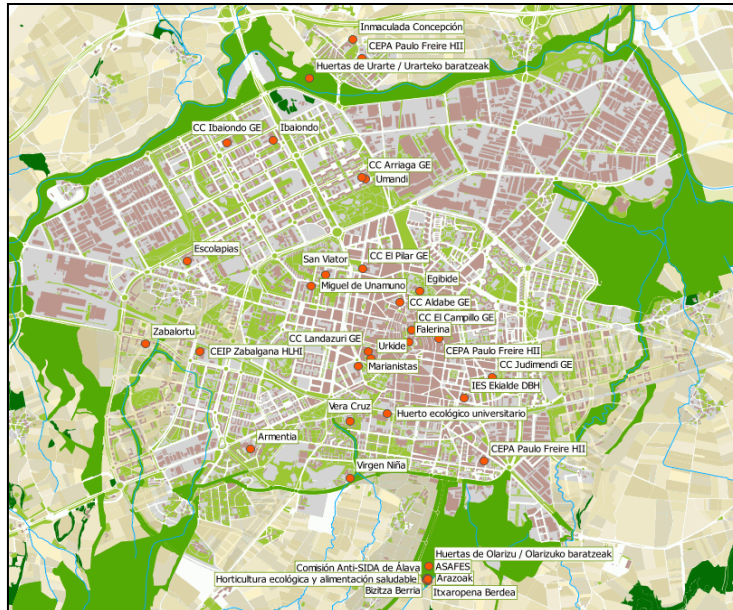 Inmaculada Concepción
CEPA Paulo Freire HII
Huertas de Urarte / Urarteko baratzeak
CC Ibaiondo GE
Ibaiondo
CC Arriaga GE
Umandi
Escolapias
San Viator
CC El Pilar GE
Miguel de Unamuno
Egibide
CC Aldabe GE
CC El Campillo GE
Falerina
Zabalortu
CC Landazuri GE
Urkide
CEIP Zabalgana HLHI
CEPA Paulo Freire HII
Marianistas
CC Judimendi GE
IES Ekialde DBH
Vera Cruz
Huerto ecológico universitario
Armentia
CEPA Paulo Freire HII
Virgen Niña
Huertas de Olarizu / Olarizuko baratzeak
Comisión Anti-SIDA de Álava
ASAFES
Horticultura ecológica y alimentación saludable
Arazoak
Bizitza Berria
Itxaropena Berdea